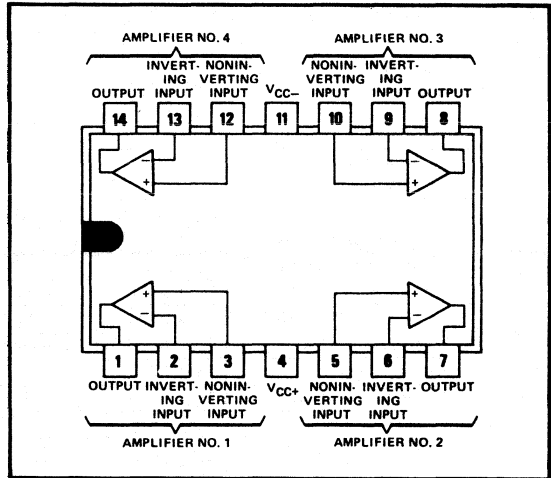 AMPLIFIER NO. 4 AMPLIFIER NO. 3
INVERT- NONIN- NONIN- INVERT-
ING VERTING VERTING ING
OUTPUT INPUT INPUT VCC– INPUT INPUT OUTPUT
14 13 12 11 10 9 8
– – 
+ + 
+ + 
– – 
1 2 3 4 5 6 7
OUTPUT INVERT- NONIN- VCC+ NONIN- INVERT- OUTPUT
ING VERTING VERTING ING
INPUT INPUT INPUT INPUT
AMPLIFIER NO. 1 AMPLIFIER NO. 2